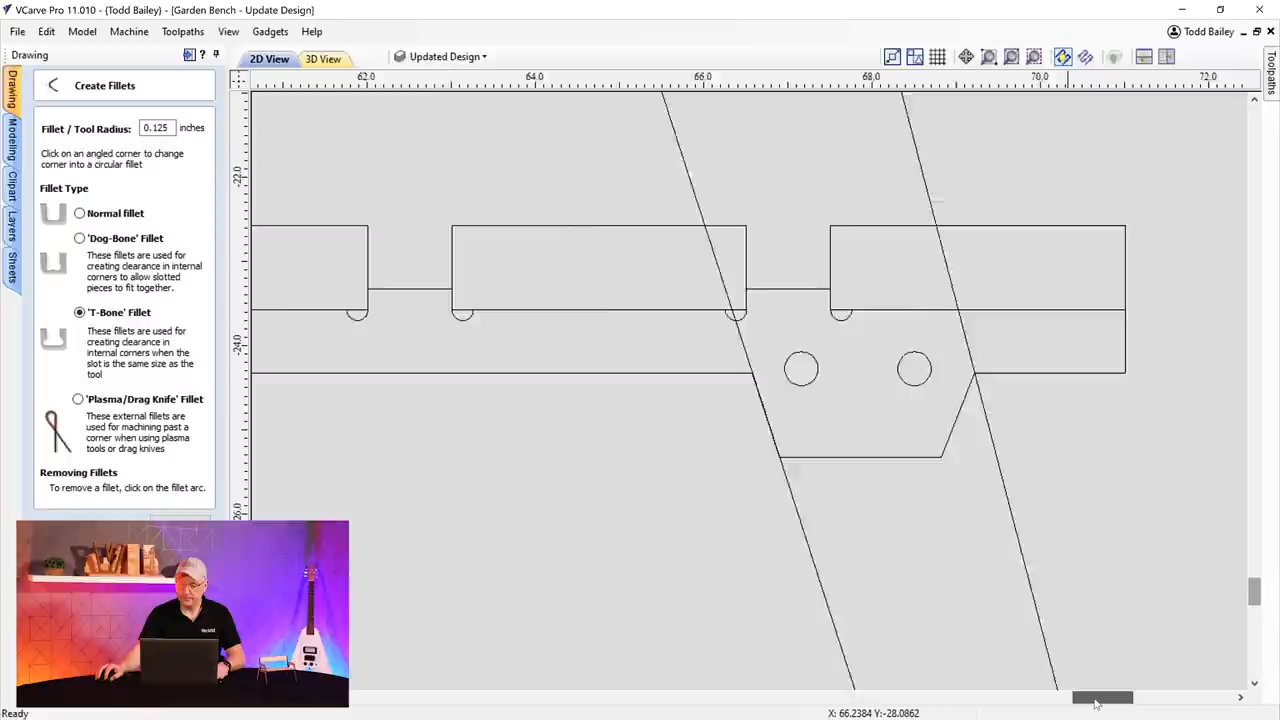 VCarve Pro 11.010 - {Todd Bailey} - [Garden Bench - Update Design]
File Edit Model Machine Toolpaths View Gadgets Help
Todd Bailey
Drawing
?
2D View 3D View Updated Design
Create Fillets
Drawing
Modeling
Clipart
Layers
Sheets
Toolpaths
62.0 64.0 66.0 68.0 70.0 72.0
-22.0
-24.0
26.0
Fillet / Tool Radius: 0.125 inches
Click on an angled corner to change
corner into a circular fillet
Fillet Type
Normal fillet
'Dog-Bone' Fillet
These fillets are used for
creating clearance in internal
corners to allow slotted
pieces to fit together.
'T-Bone' Fillet
These fillets are used for
creating clearance in
internal corners when the
slot is the same size as the
tool
'Plasma/Drag Knife' Fillet
These external fillets are
used for machining past a
corner when using plasma
tools or drag knives
Removing Fillets
To remove a fillet, click on the fillet arc.
Ready
X: 66.2384 Y:-28.0862